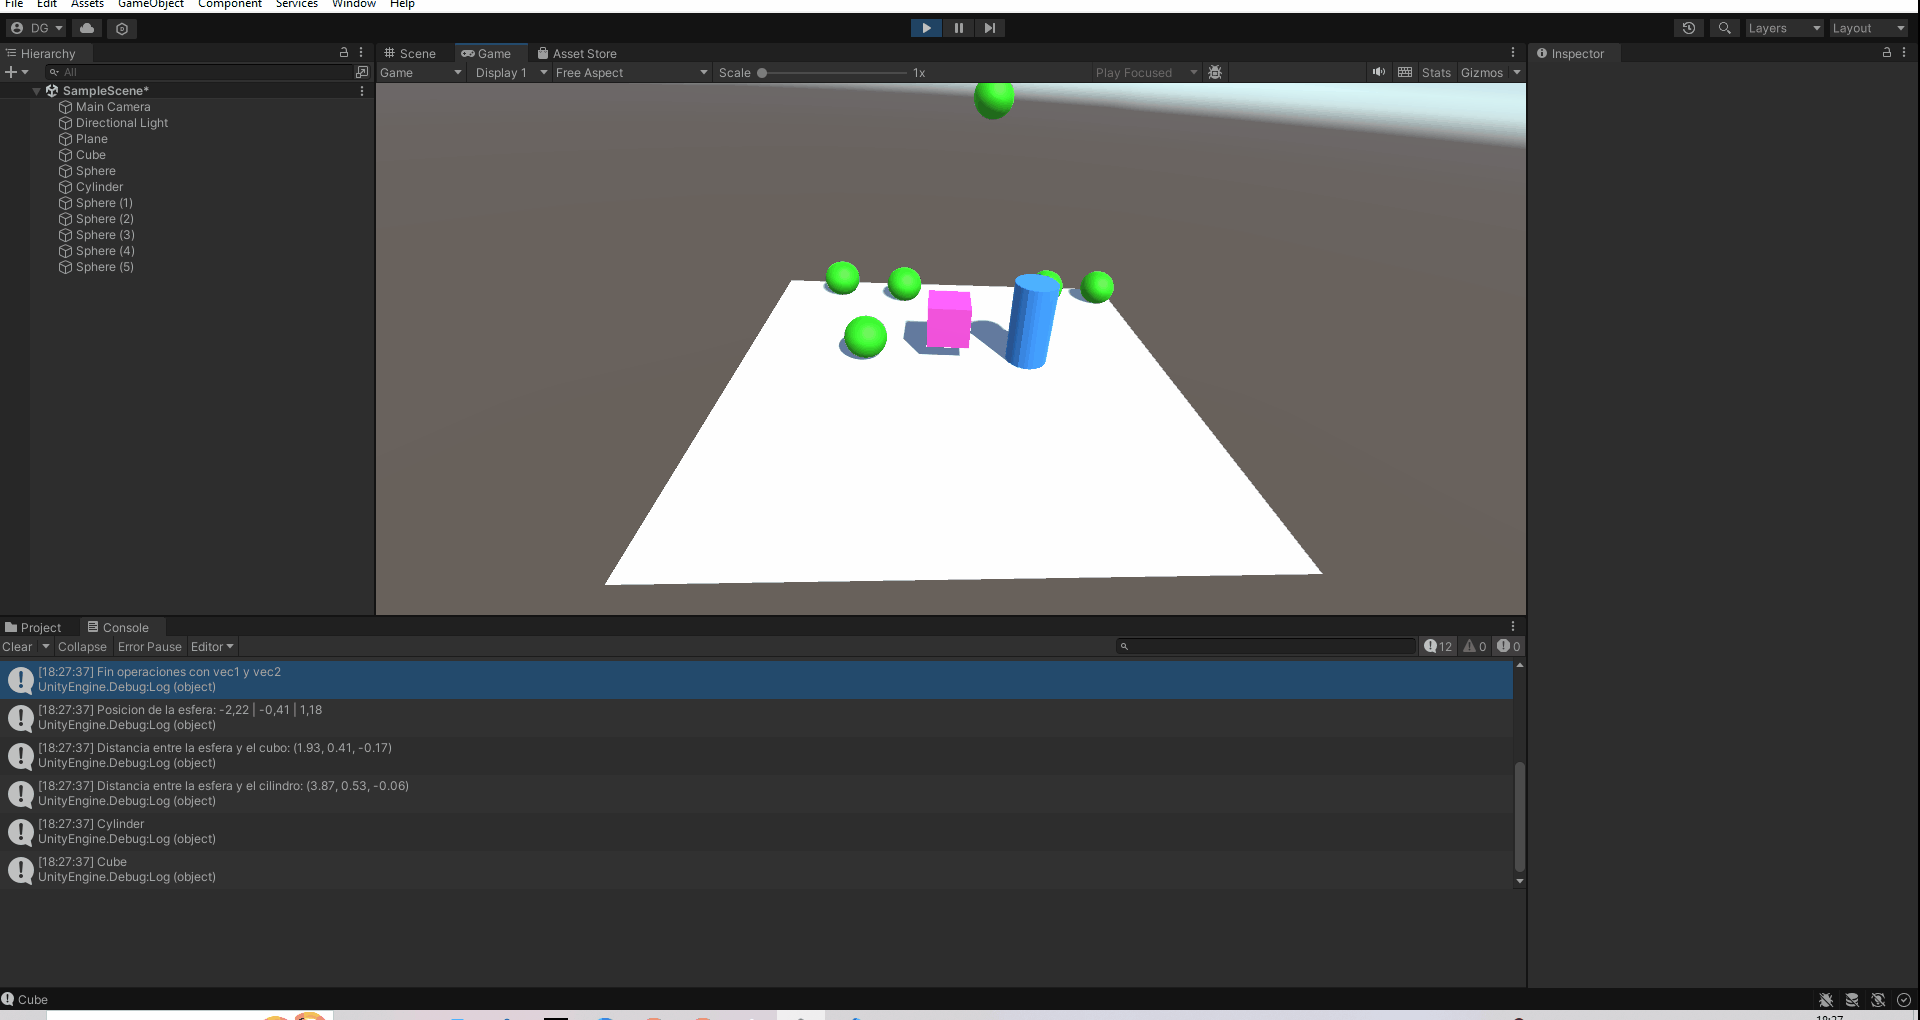 File Edit Assets GameObject Component Services Window Help
DG Layers Layout
Hierarchy Scene Game Asset Store Inspector
All Game Display 1 Free Aspect Scale 1x Play Focused Stats Gizmos
SampleScene*
Main Camera
Directional Light
Plane
Cube
Sphere
Cylinder
Sphere (1)
Sphere (2)
Sphere (3)
Sphere (4)
Sphere (5)
Project Console
Clear Collapse Error Pause Editor 12 0 0
[18:27:37] Fin operaciones con vec1 y vec2
UnityEngine.Debug:Log (object)
[18:27:37] Posicion de la esfera: -2,22 | -0,41 | 1,18
UnityEngine.Debug:Log (object)
[18:27:37] Distancia entre la esfera y el cubo: (1.93, 0.41, -0.17)
UnityEngine.Debug:Log (object)
[18:27:37] Distancia entre la esfera y el cilindro: (3.87, 0.53, -0.06)
UnityEngine.Debug:Log (object)
[18:27:37] Cylinder
UnityEngine.Debug:Log (object)
[18:27:37] Cube
UnityEngine.Debug:Log (object)
Cube